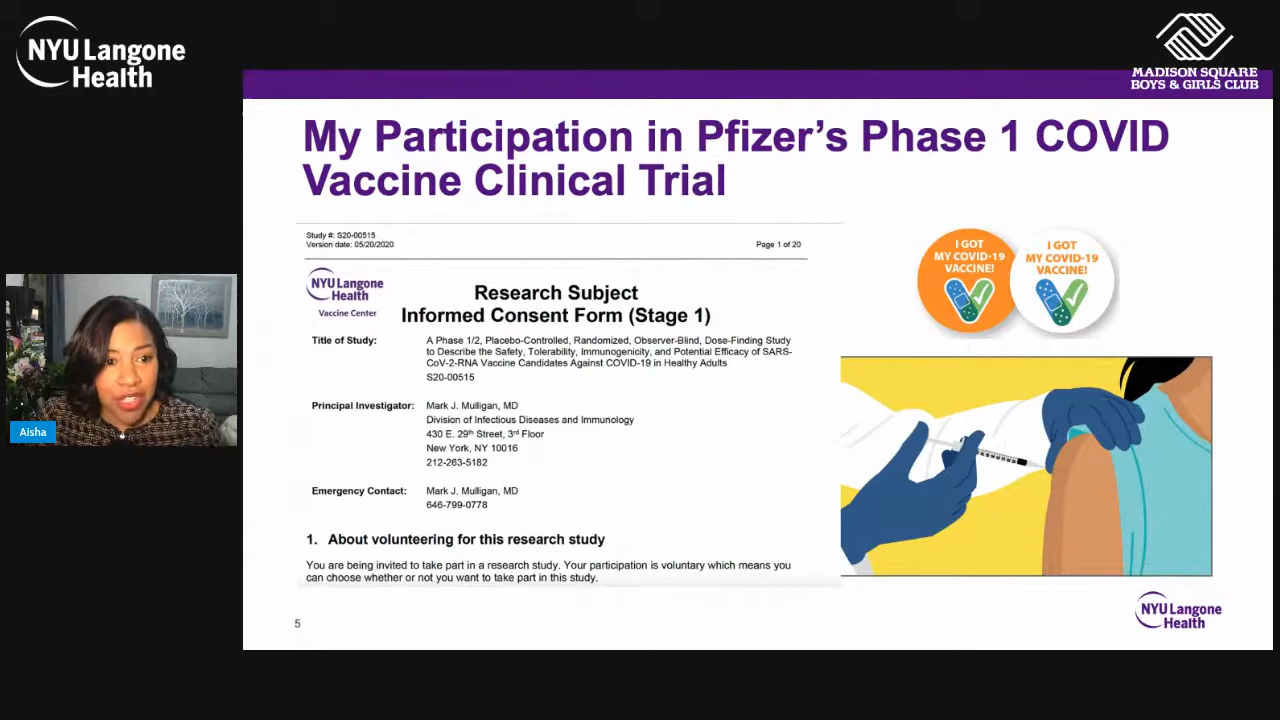 NYU Langone
Health
MADISON SQUARE
BOYS & GIRLS CLUB
My Participation in Pfizer's Phase 1 COVID
Vaccine Clinical Trial
Study #: S20-00515
Version date: 05/20/2020
Page 1 of 20
NYU Langone
Health
Vaccine Center
Research Subject
Informed Consent Form (Stage 1)
Title of Study:
A Phase 1/2, Placebo-Controlled, Randomized, Observer-Blind, Dose-Finding Study
to Describe the Safety, Tolerability, Immunogenicity, and Potential Efficacy of SARS-
CoV-2-RNA Vaccine Candidates Against COVID-19 in Healthy Adults
S20-00515
Principal Investigator:
Mark J. Mulligan, MD
Division of Infectious Diseases and Immunology
430 E. 29th Street, 3rd Floor
New York, NY 10016
212-263-5182
Emergency Contact:
Mark J. Mulligan, MD
646-799-0778
1. About volunteering for this research study
You are being invited to take part in a research study. Your participation is voluntary which means you
can choose whether or not you want to take part in this study.
I GOT
MY COVID-19
VACCINE!
I GOT
MY COVID-19
VACCINE!
Aisha
5
NYU Langone
Health